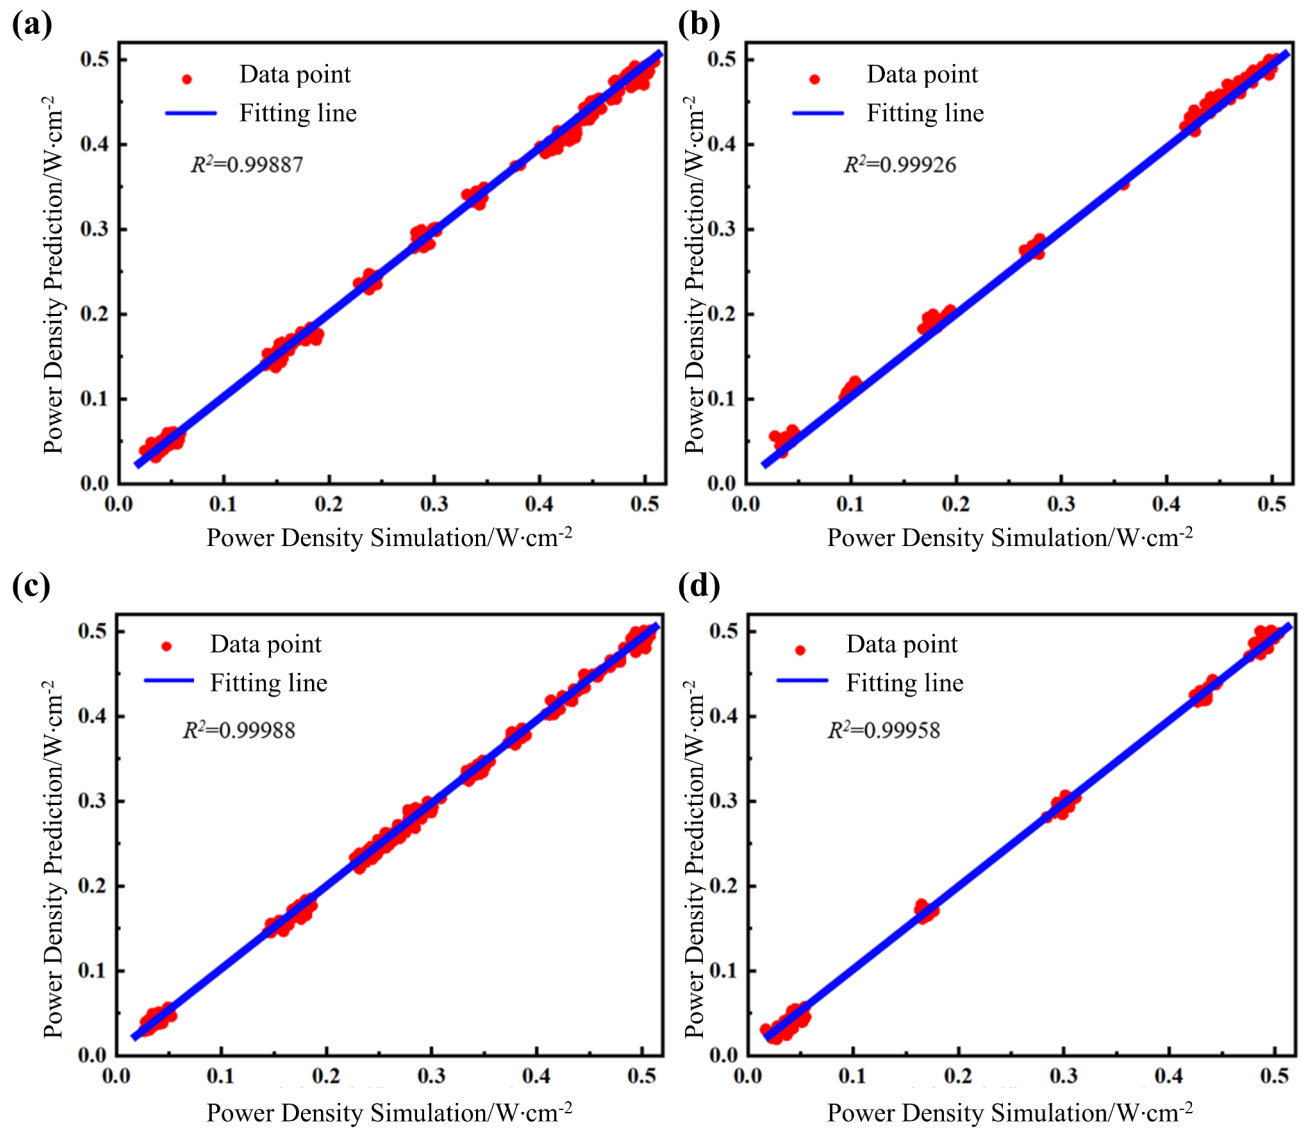 (a)
Power Density Prediction/W·cm-2
0.5
0.4
0.3
0.2
0.1
0.0
Data point
Fitting line
R2=0.99887
0.0 0.1 0.2 0.3 0.4 0.5
Power Density Simulation/W·cm-2
(b)
Power Density Prediction/W·cm-2
0.5
0.4
0.3
0.2
0.1
0.0
Data point
Fitting line
R2=0.99926
0.0 0.1 0.2 0.3 0.4 0.5
Power Density Simulation/W·cm-2
(c)
Power Density Prediction/W·cm-2
0.5
0.4
0.3
0.2
0.1
0.0
Data point
Fitting line
R2=0.99988
0.0 0.1 0.2 0.3 0.4 0.5
Power Density Simulation/W·cm-2
(d)
Power Density Prediction/W·cm-2
0.5
0.4
0.3
0.2
0.1
0.0
Data point
Fitting line
R2=0.99958
0.0 0.1 0.2 0.3 0.4 0.5
Power Density Simulation/W·cm-2